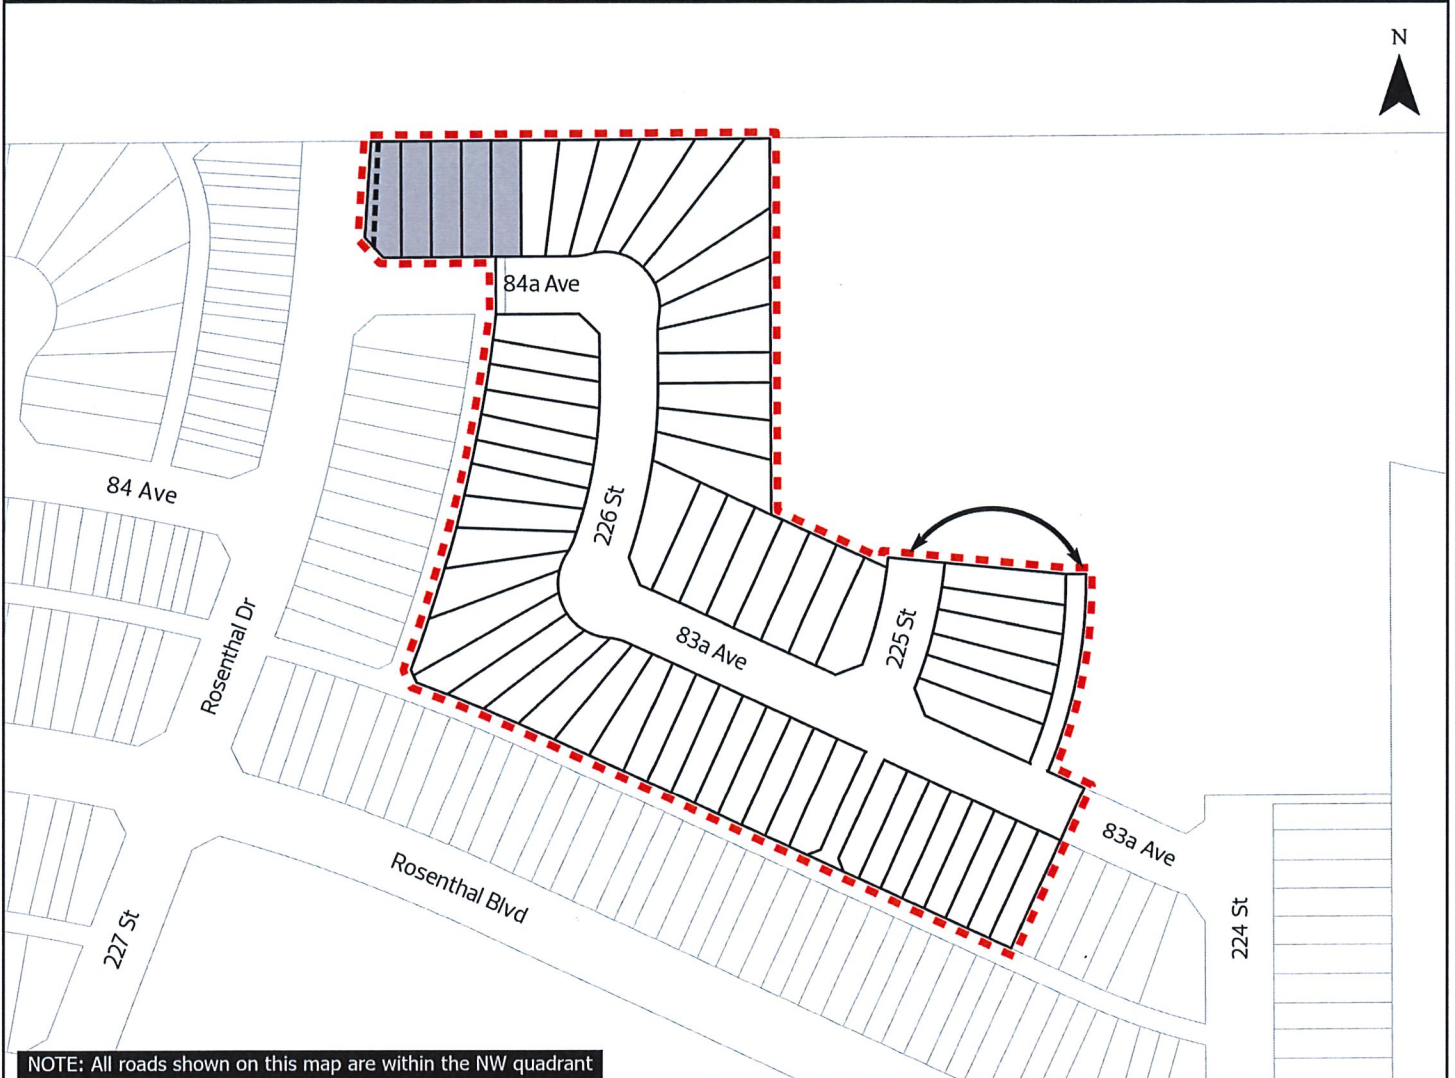 N
84a Ave
84 Ave
226 St
Rosenthal Dr
83a Ave
225 St
83a Ave
Rosenthal Blvd
227 St
224 St
NOTE: All roads shown on this map are within the NW quadrant